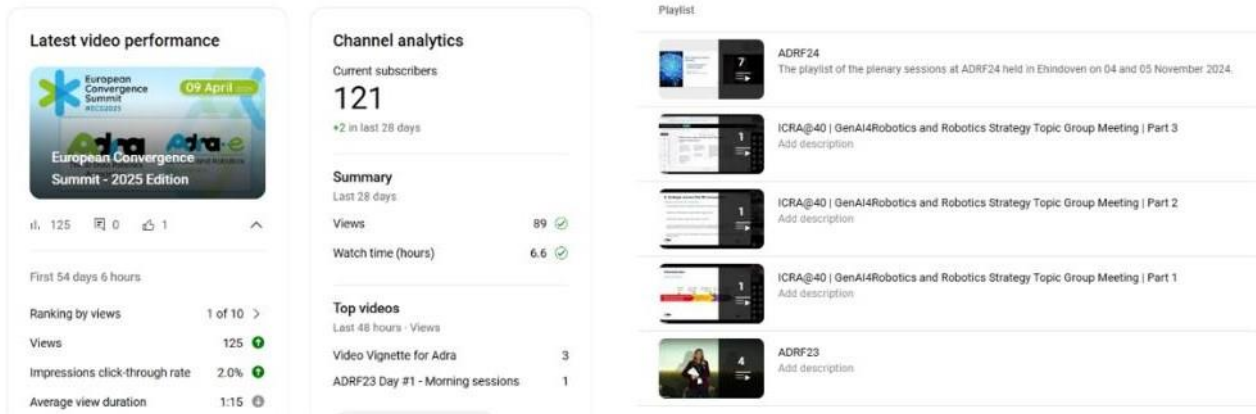 Latest video performance
European
Convergence
Summit
#ECS2025
09 April
Adra Adra-e
European Convergence
Summit - 2025 Edition
125 0 1
First 54 days 6 hours
Ranking by views 1 of 10
Views 125
Impressions click-through rate 2.0%
Average view duration 1:15
Channel analytics
Current subscribers
121
+2 in last 28 days
Summary
Last 28 days
Views 89
Watch time (hours) 6.6
Top videos
Last 48 hours · Views
Video Vignette for Adra 3
ADRF23 Day #1 - Morning sessions 1
Playlist
7
ADRF24
The playlist of the plenary sessions at ADRF24 held in Ehindoven on 04 and 05 November 2024.
1
ICRA@40 | GenAI4Robotics and Robotics Strategy Topic Group Meeting | Part 3
Add description
1
ICRA@40 | GenAI4Robotics and Robotics Strategy Topic Group Meeting | Part 2
Add description
1
ICRA@40 | GenAI4Robotics and Robotics Strategy Topic Group Meeting | Part 1
Add description
4
ADRF23
Add description